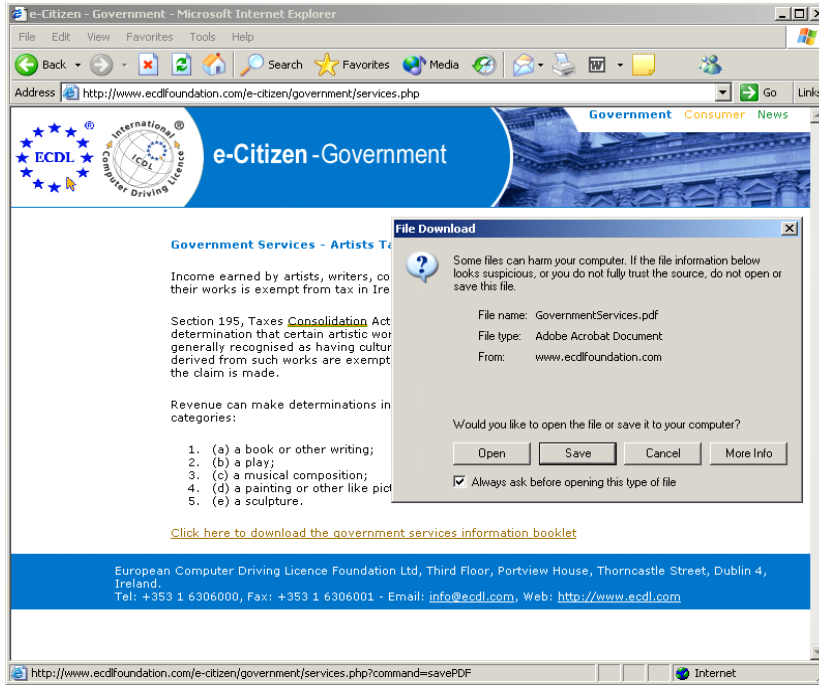 e-Citizen - Government - Microsoft Internet Explorer
File Edit View Favorites Tools Help
Back Search Favorites Media
Address http://www.ecdlfoundation.com/e-citizen/government/services.php Go Links
Government Consumer News
ECDL ®
International Computer Driving Licence ICDL ®
e-Citizen -Government
Government Services - Artists Ta
Income earned by artists, writers, co
their works is exempt from tax in Ire
Section 195, Taxes Consolidation Act
determination that certain artistic wor
generally recognised as having cultur
derived from such works are exempt
the claim is made.
Revenue can make determinations in
categories:
1. (a) a book or other writing;
2. (b) a play;
3. (c) a musical composition;
4. (d) a painting or other like pict
5. (e) a sculpture.
Click here to download the government services information booklet
File Download
Some files can harm your computer. If the file information below
looks suspicious, or you do not fully trust the source, do not open or
save this file.
File name: GovernmentServices.pdf
File type: Adobe Acrobat Document
From: www.ecdlfoundation.com
Would you like to open the file or save it to your computer?
Open Save Cancel More Info
Always ask before opening this type of file
European Computer Driving Licence Foundation Ltd, Third Floor, Portview House, Thorncastle Street, Dublin 4,
Ireland.
Tel: +353 1 6306000, Fax: +353 1 6306001 - Email: info@ecdl.com, Web: http://www.ecdl.com
http://www.ecdlfoundation.com/e-citizen/government/services.php?command=savePDF Internet